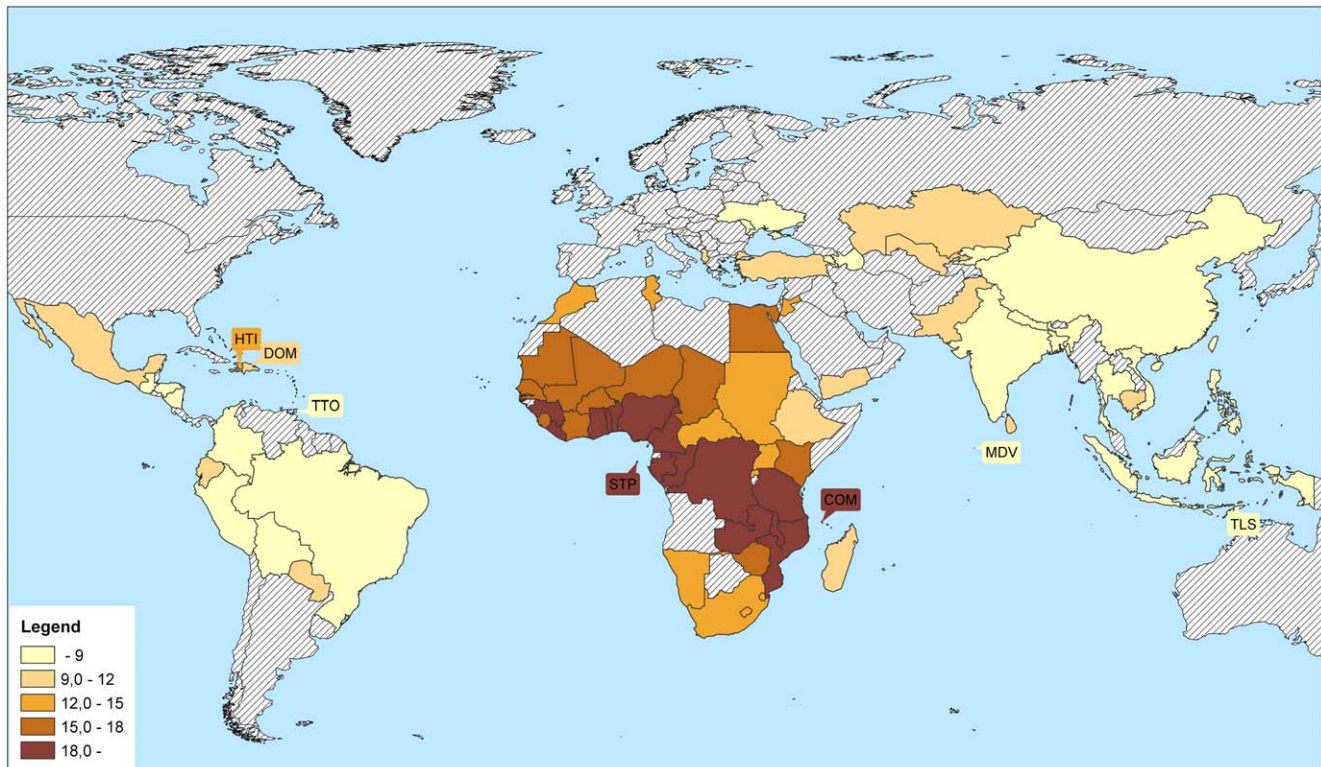 HTI
DOM
TTO
STP
COM
MDV
TLS
Legend
- 9
9,0 - 12
12,0 - 15
15,0 - 18
18,0 -